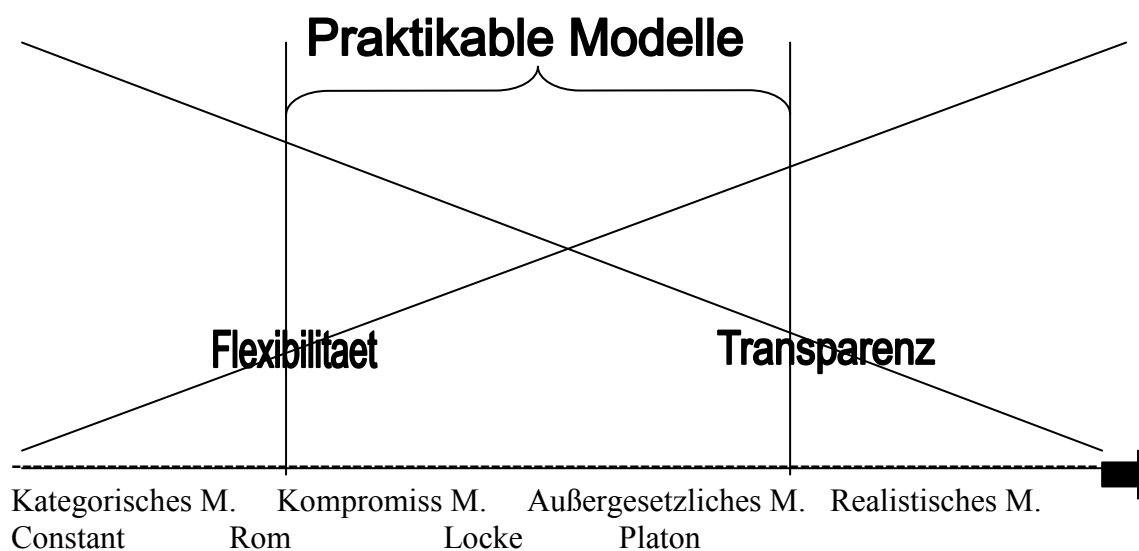 Praktikable Modelle
Flexibilitaet
Transparenz
Kategorisches M. Kompromiss M. Außergesetzliches M. Realistisches M.
Constant Rom Locke Platon